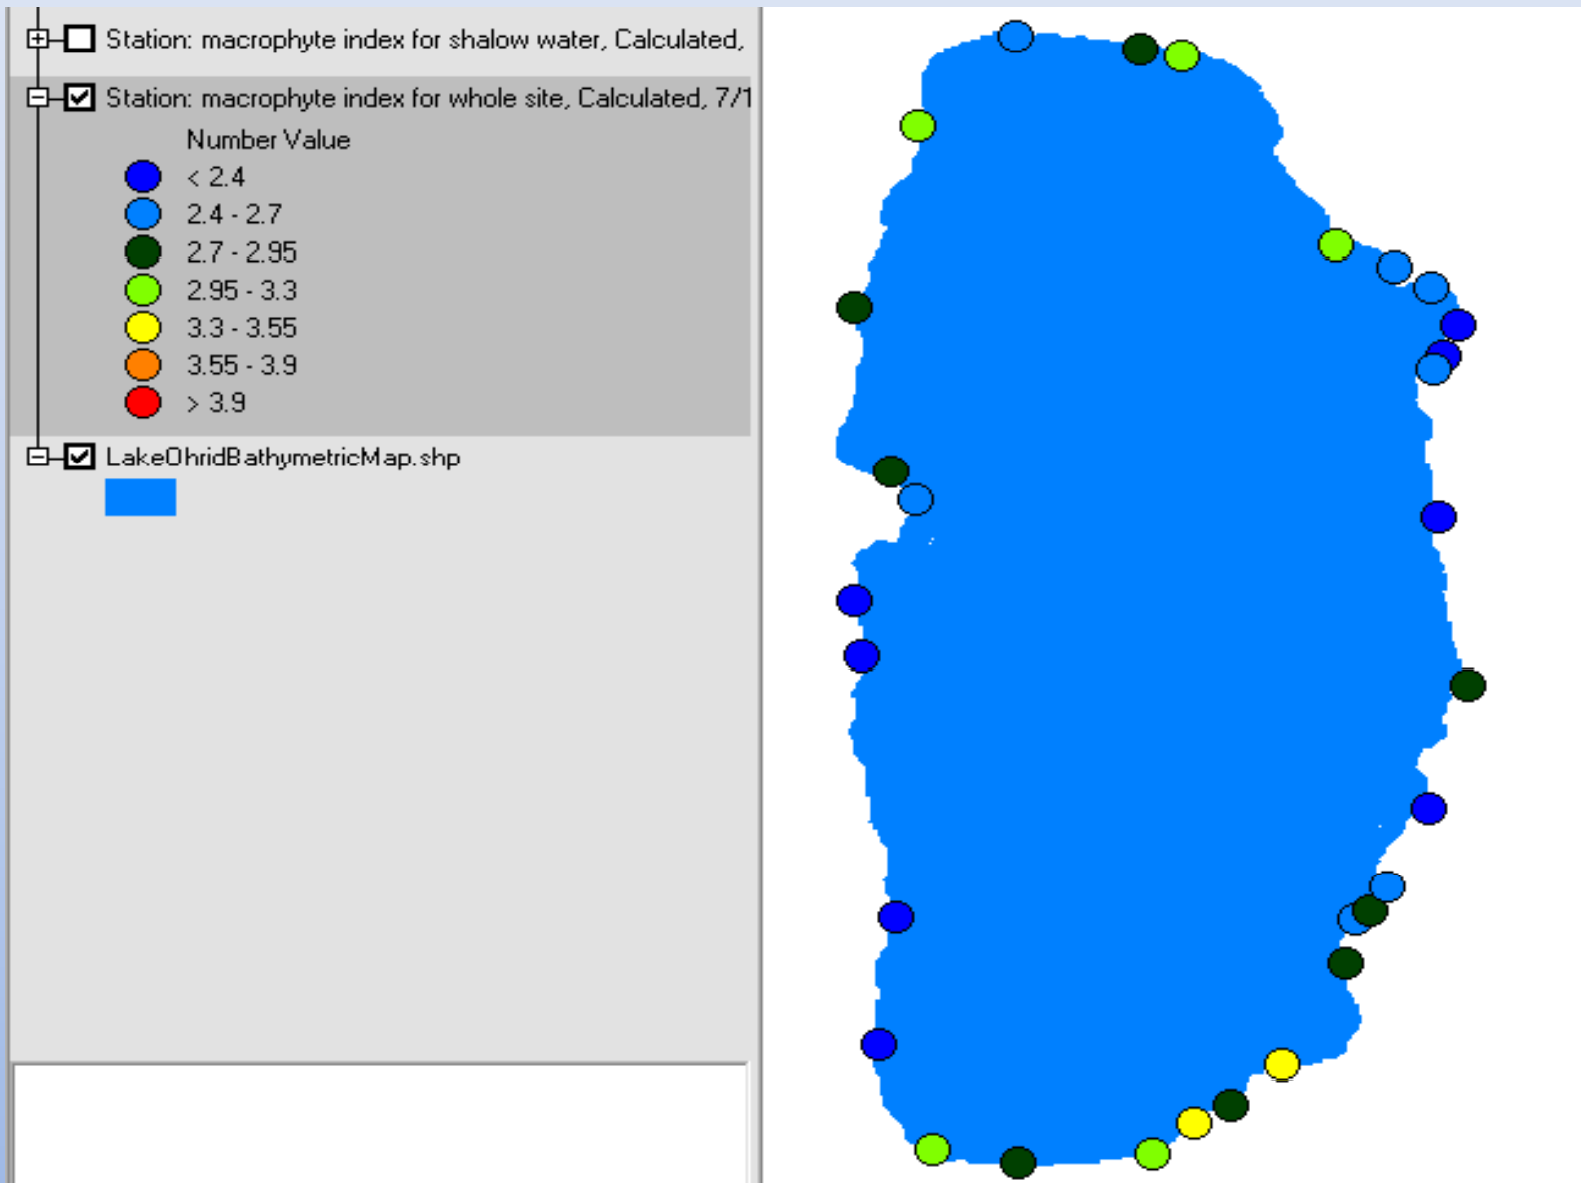 Station: macrophyte index for shalow water, Calculated,
Station: macrophyte index for whole site, Calculated, 7/1
Number Value
< 2.4
2.4 - 2.7
2.7 - 2.95
2.95 - 3.3
3.3 - 3.55
3.55 - 3.9
> 3.9
LakeOhridBathymetricMap.shp